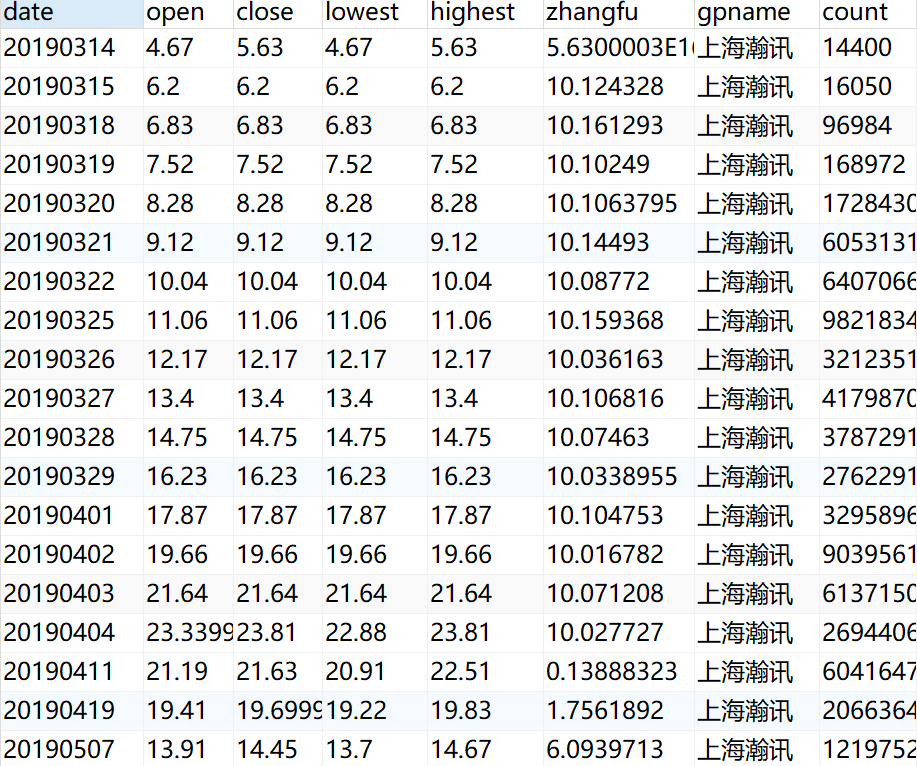 date open close lowest highest zhangfu gpname count
20190314 4.67 5.63 4.67 5.63 5.6300003E1 上海瀚讯 14400
20190315 6.2 6.2 6.2 6.2 10.124328 上海瀚讯 16050
20190318 6.83 6.83 6.83 6.83 10.161293 上海瀚讯 96984
20190319 7.52 7.52 7.52 7.52 10.10249 上海瀚讯 168972
20190320 8.28 8.28 8.28 8.28 10.1063795 上海瀚讯 1728430
20190321 9.12 9.12 9.12 9.12 10.14493 上海瀚讯 6053131
20190322 10.04 10.04 10.04 10.04 10.08772 上海瀚讯 6407066
20190325 11.06 11.06 11.06 11.06 10.159368 上海瀚讯 9821834
20190326 12.17 12.17 12.17 12.17 10.036163 上海瀚讯 3212351
20190327 13.4 13.4 13.4 13.4 10.106816 上海瀚讯 4179870
20190328 14.75 14.75 14.75 14.75 10.07463 上海瀚讯 3787291
20190329 16.23 16.23 16.23 16.23 10.0338955 上海瀚讯 2762291
20190401 17.87 17.87 17.87 17.87 10.104753 上海瀚讯 3295896
20190402 19.66 19.66 19.66 19.66 10.016782 上海瀚讯 9039561
20190403 21.64 21.64 21.64 21.64 10.071208 上海瀚讯 6137150
20190404 23.3399 23.81 22.88 23.81 10.027727 上海瀚讯 2694406
20190411 21.19 21.63 20.91 22.51 0.13888323 上海瀚讯 6041647
20190419 19.41 19.6999 19.22 19.83 1.7561892 上海瀚讯 2066364
20190507 13.91 14.45 13.7 14.67 6.0939713 上海瀚讯 1219752